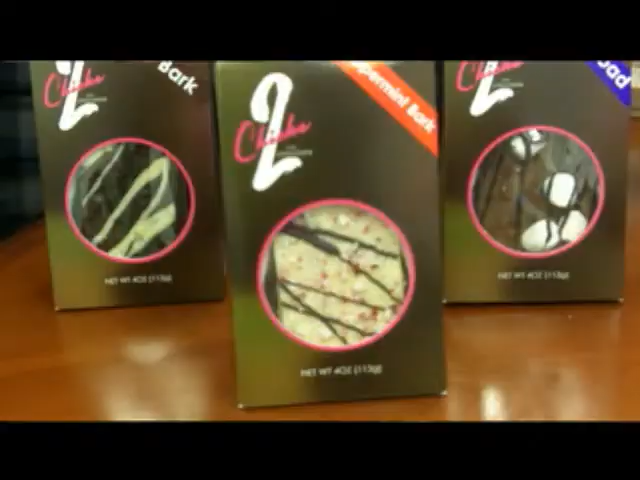 2
Chicks
Bark
NET WT 4OZ (113g)
2
Chicks
Peppermint Bark
NET WT 4OZ (113g)
2
Chicks
oad
NET WT 4OZ (113g)